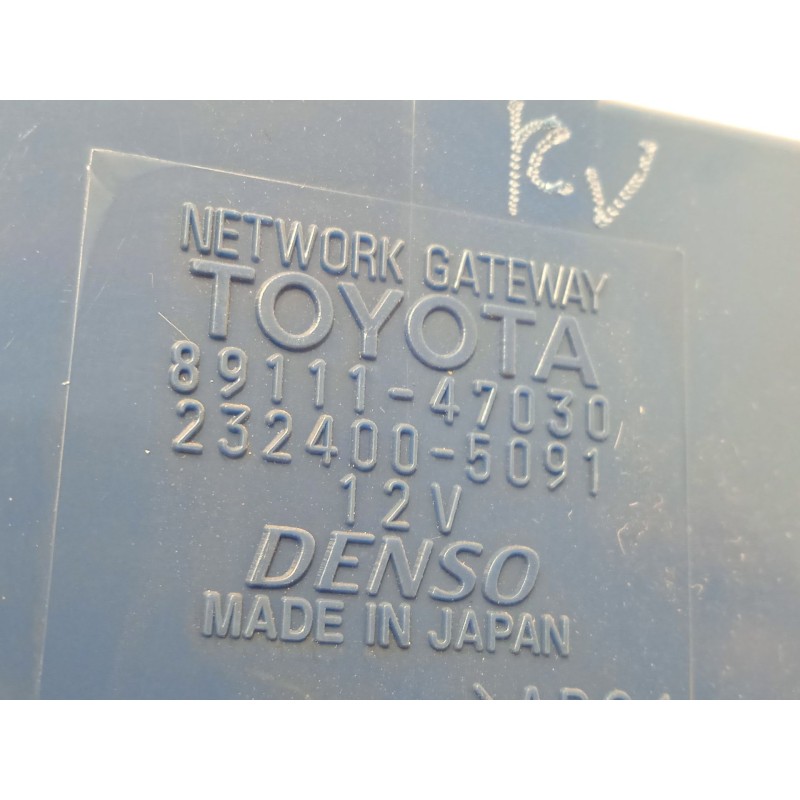 NETWORK GATEWAY
TOYOTA
89111-47030
232400-5091
12V
DENSO
MADE IN JAPAN